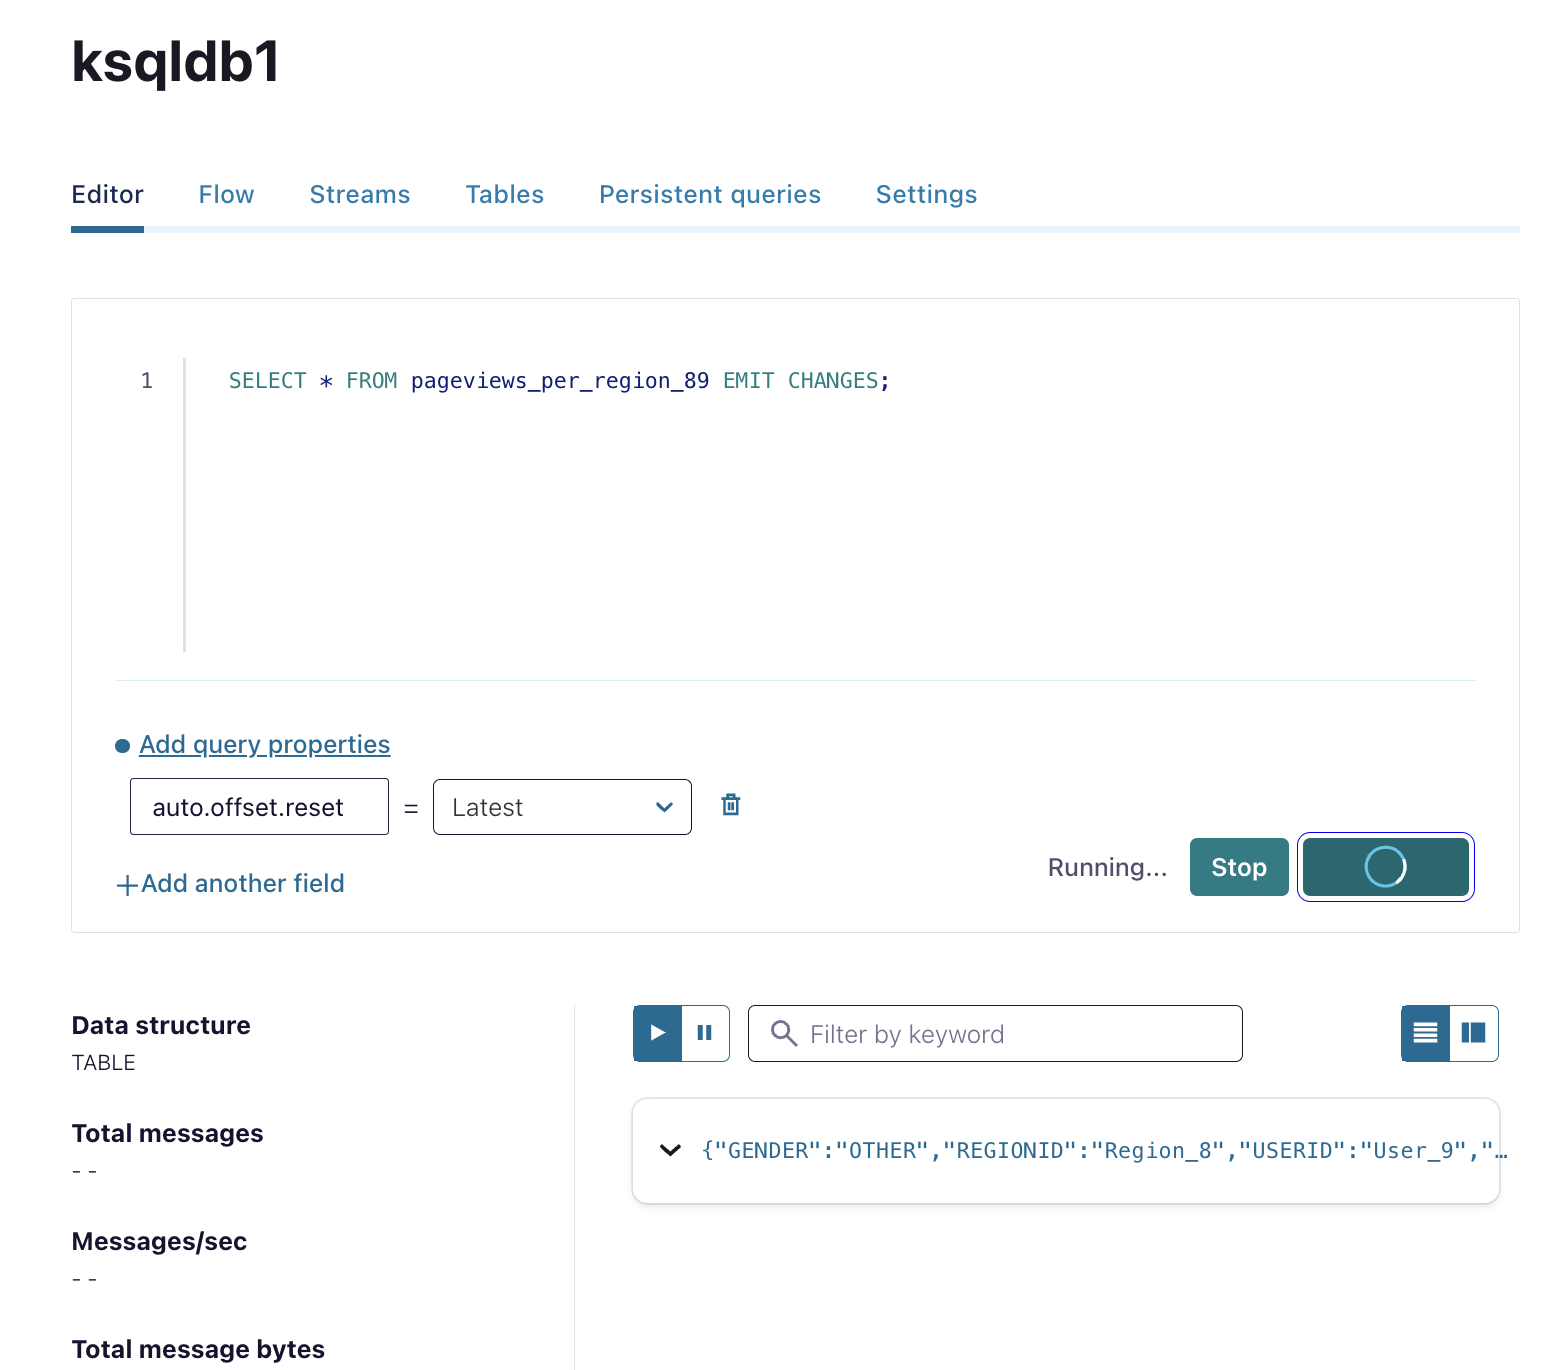 ksqldb1
Editor Flow Streams Tables Persistent queries Settings
1 SELECT * FROM pageviews_per_region_89 EMIT CHANGES;
Add query properties
auto.offset.reset = Latest
+Add another field
Running... Stop
Data structure
TABLE
Total messages
--
Messages/sec
--
Total message bytes
Filter by keyword
{"GENDER":"OTHER","REGIONID":"Region_8","USERID":"User_9","…